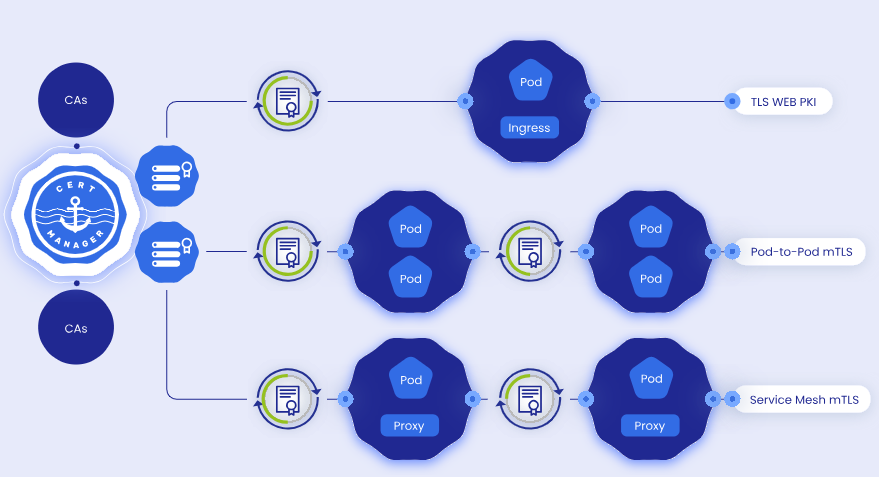 CAs
CERT
MANAGER
CAs
Pod
Ingress
TLS WEB PKI
Pod
Pod
Pod
Pod
Pod-to-Pod mTLS
Pod
Proxy
Pod
Proxy
Service Mesh mTLS